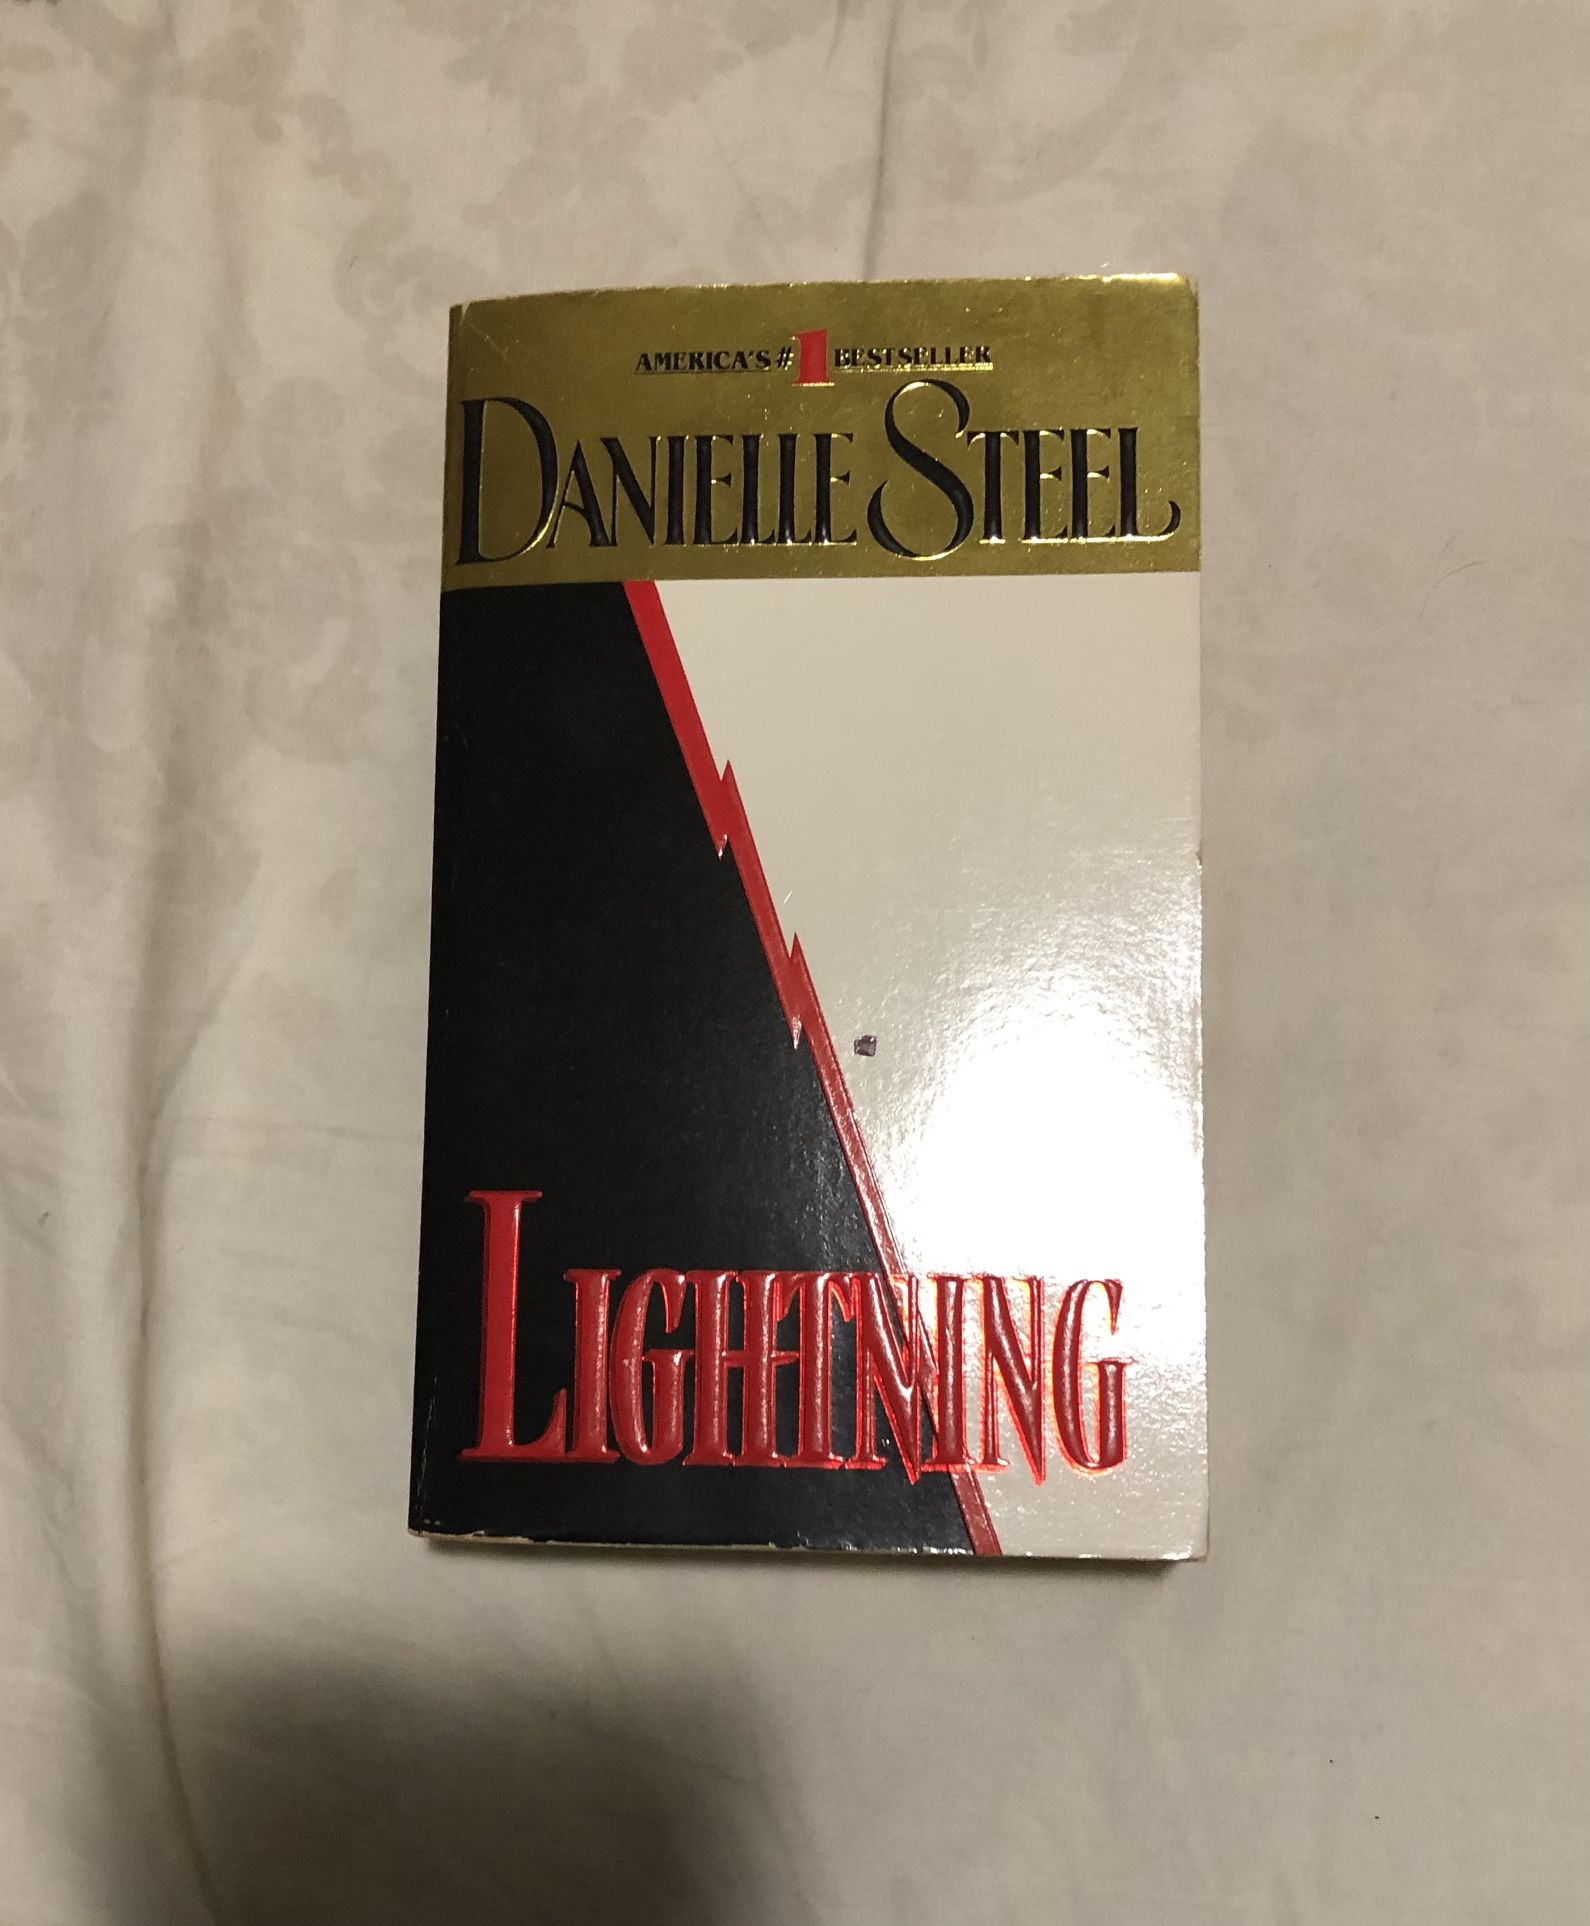 AMERICA'S #1 BESTSELLER
DANIELLE STEEL
LIGHTNING